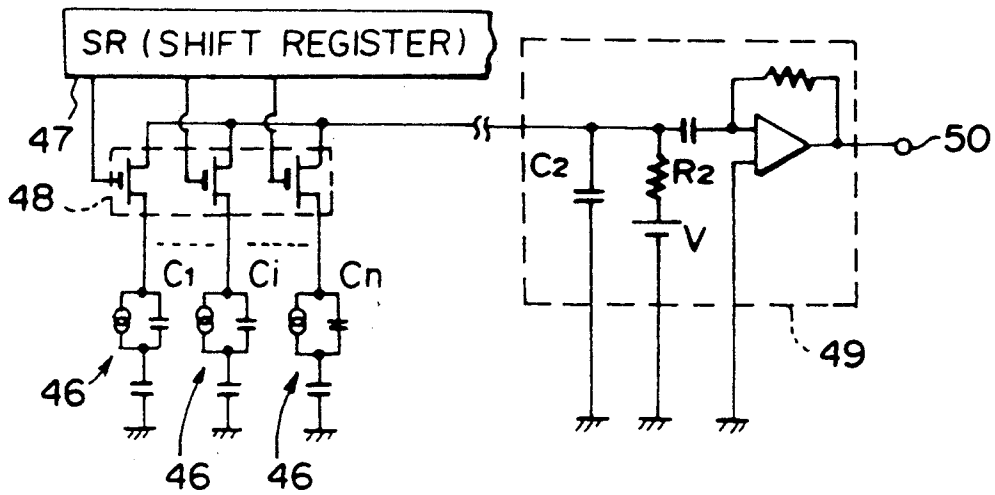 SR (SHIFT REGISTER)
47
48
C1
Ci
Cn
46
46
46
C2
R2
V
50
49